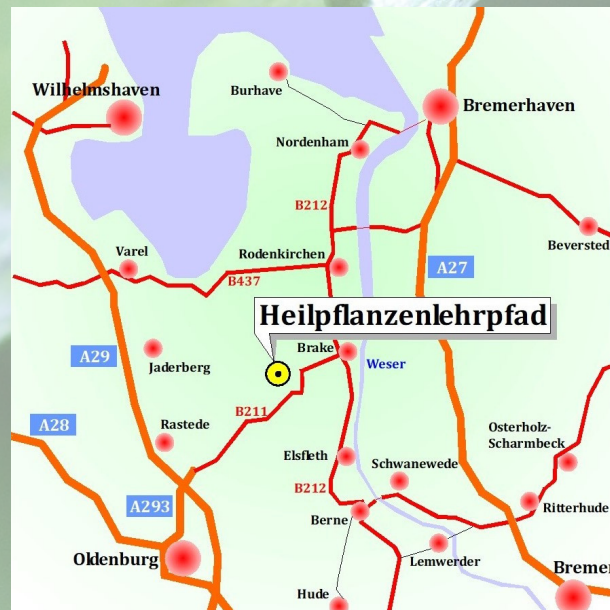 Wilhelmshaven
Burhave
Bremerhaven
Nordenham
B212
Beversted
Varel
Rodenkirchen
A27
B437
Heilpflanzenlehrpfad
Brake
Weser
A29
Jaderberg
A28
B211
Rastede
Osterholz-
Scharmbeck
Elsfleth
Schwanewede
B212
A293
Ritterhude
Berne
Oldenburg
Lemwerder
Breme
Hude